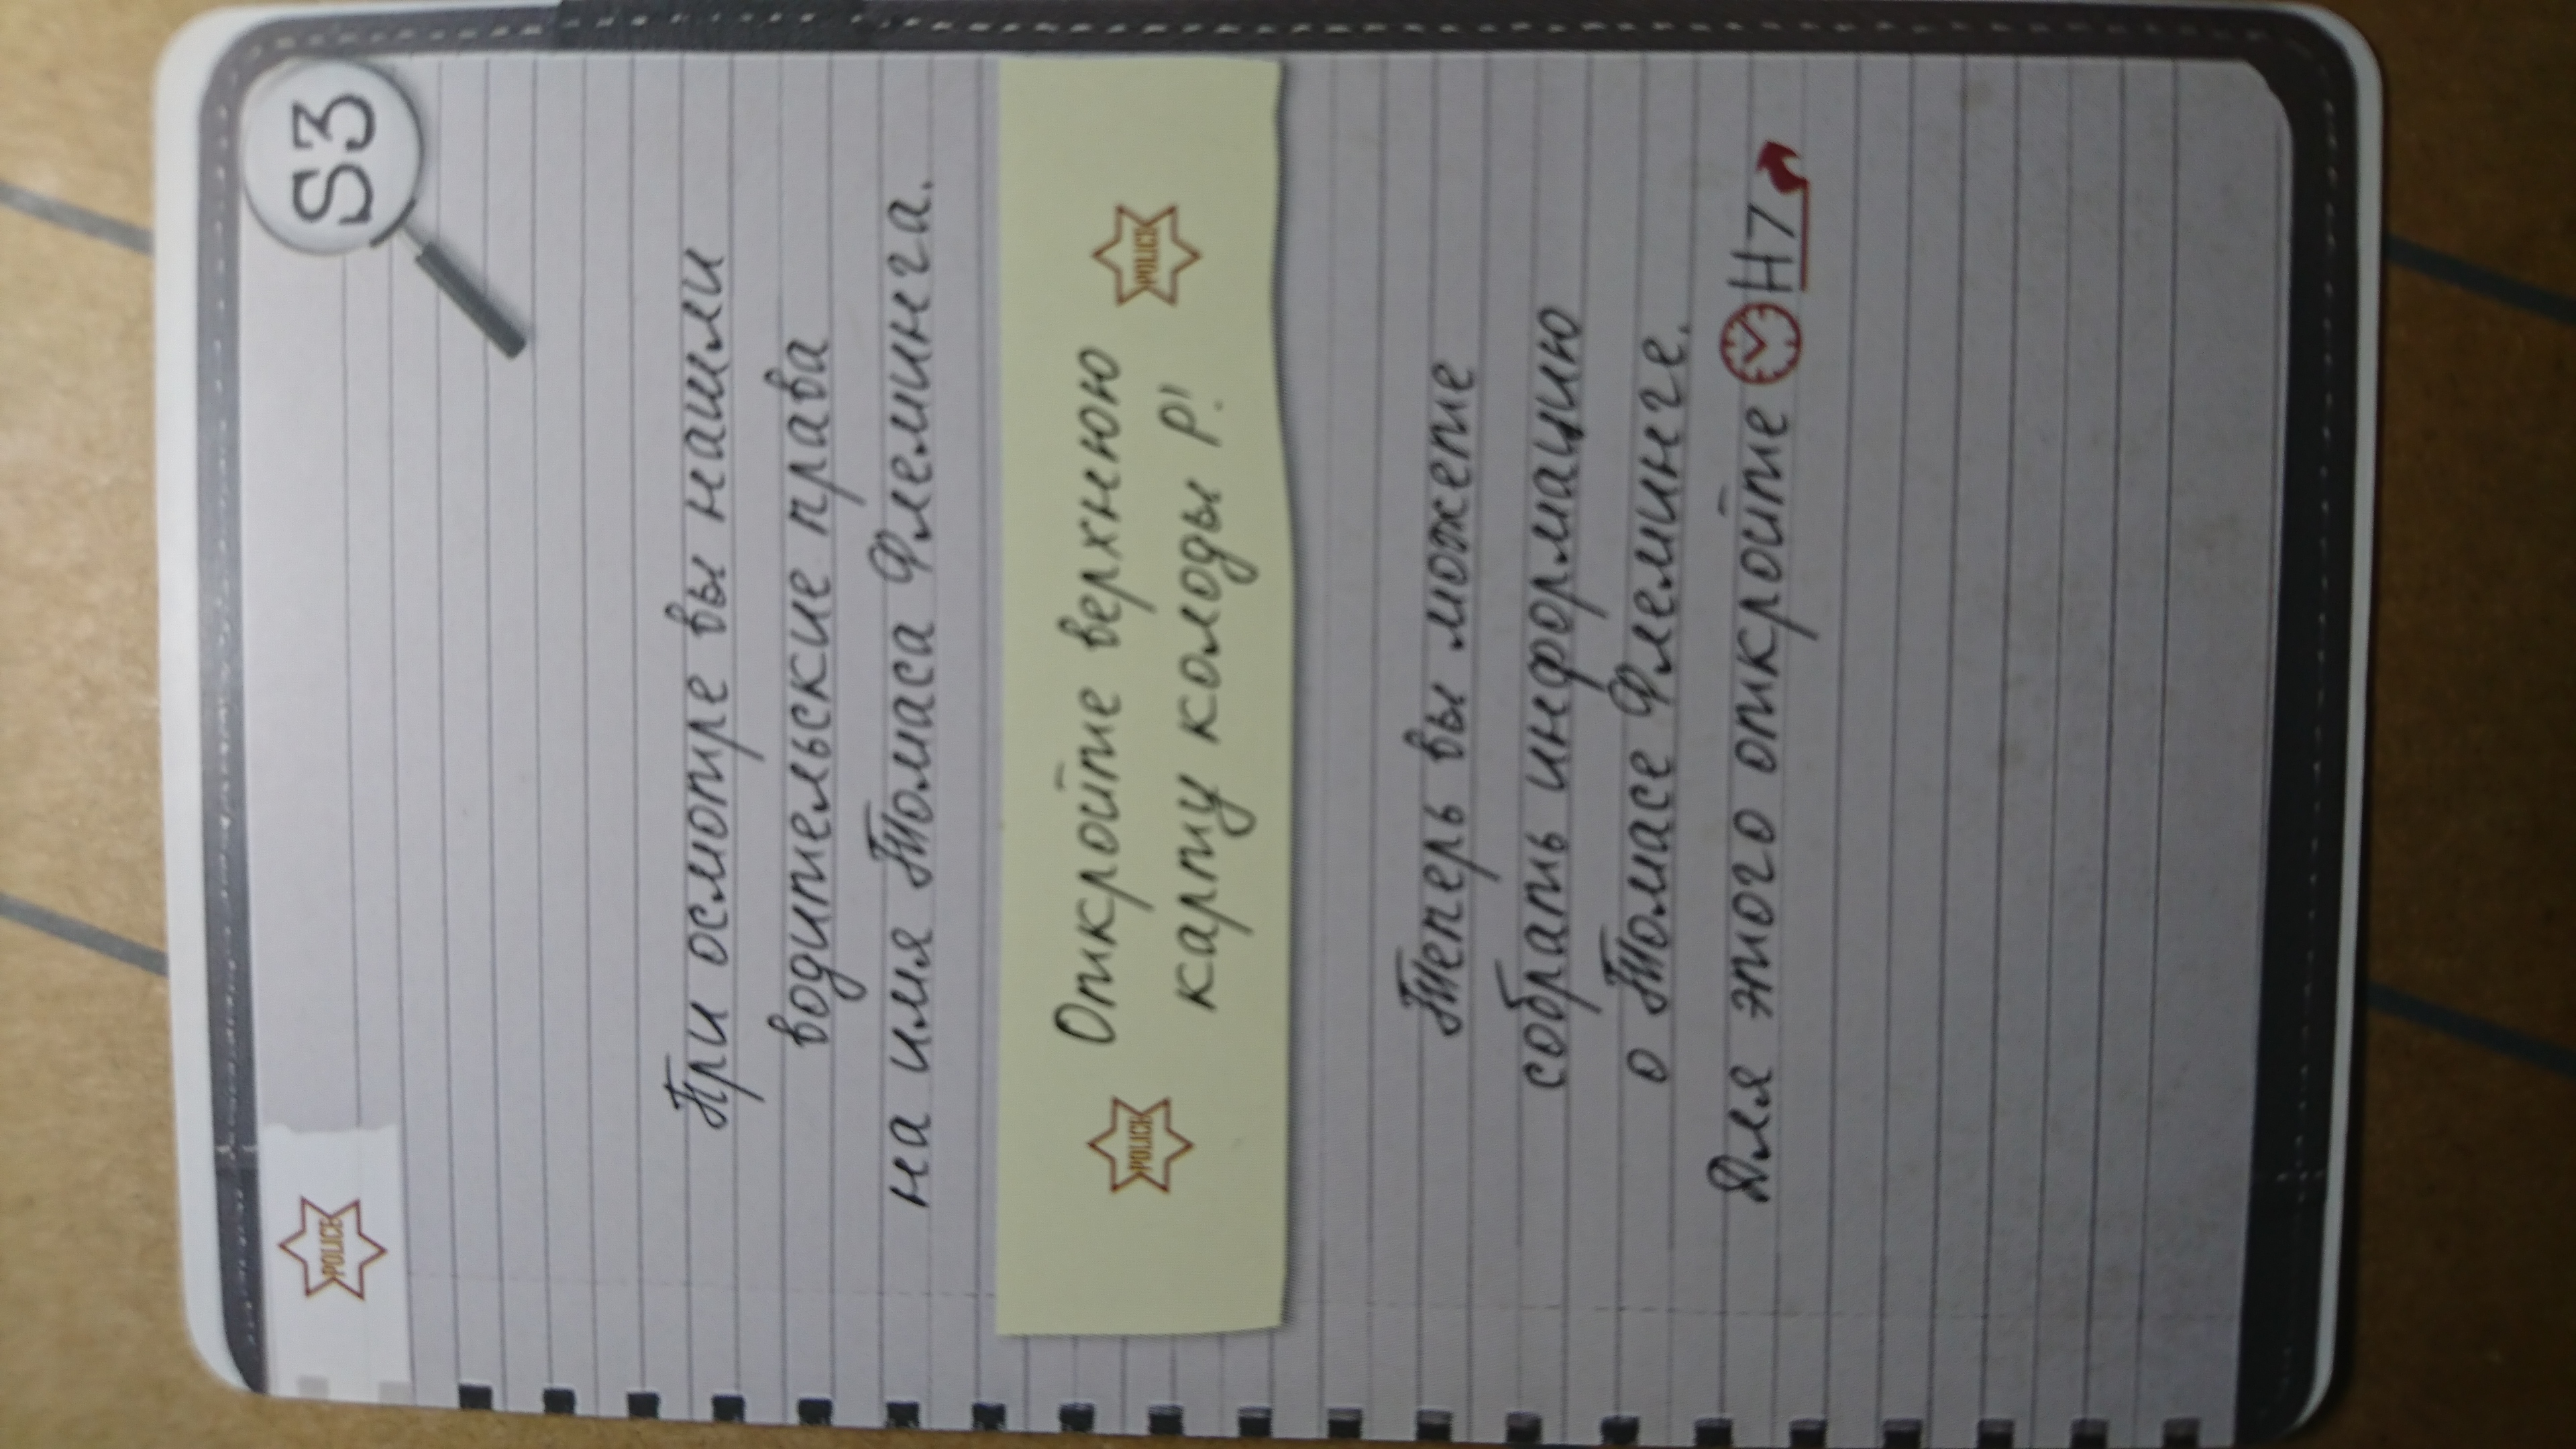 POLICE
S3
При осмотре вы нашли
водительские права
на имя Томаса Флеминга.
POLICE
Откройте верхнюю
карту колоды P!
POLICE
Теперь вы можете
собрать информацию
о Томасе Флеминге.
Для этого откройте H7